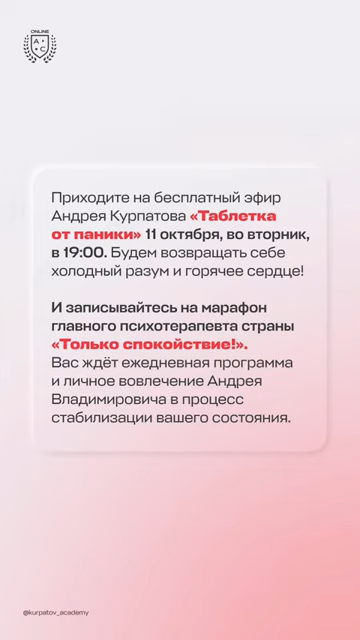 ONLINE
A
C
Приходите на бесплатный эфир
Андрея Курпатова «Таблетка
от паники» 11 октября, во вторник,
в 19:00. Будем возвращать себе
холодный разум и горячее сердце!
И записывайтесь на марафон
главного психотерапевта страны
«Только спокойствие!».
Вас ждёт ежедневная программа
и личное вовлечение Андрея
Владимировича в процесс
стабилизации вашего состояния.
@kurpatov_academy